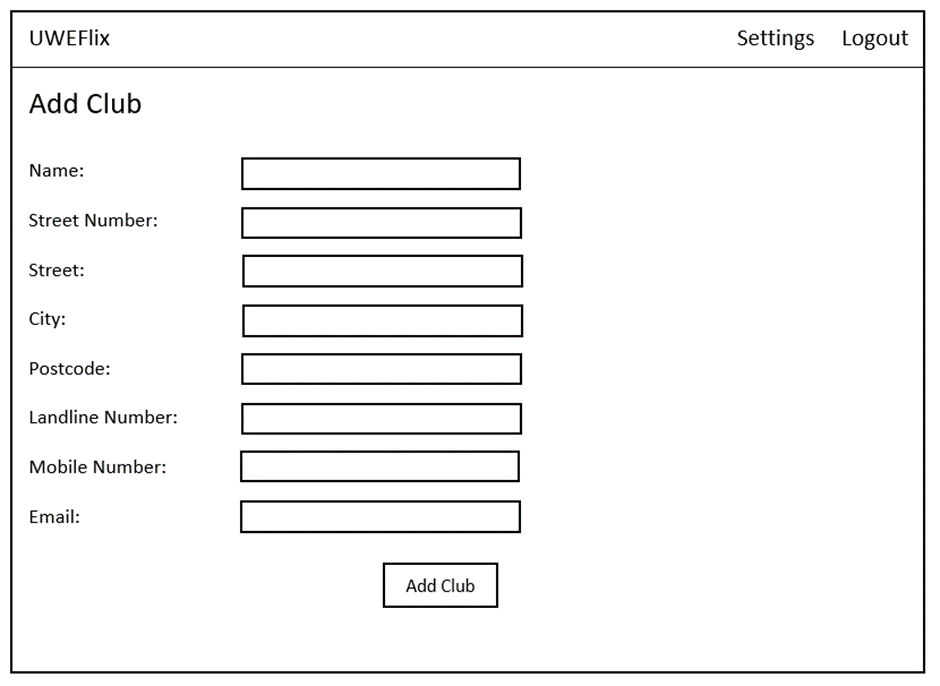 UWEFlix Settings Logout
Add Club
Name:
Street Number:
Street:
City:
Postcode:
Landline Number:
Mobile Number:
Email:
Add Club